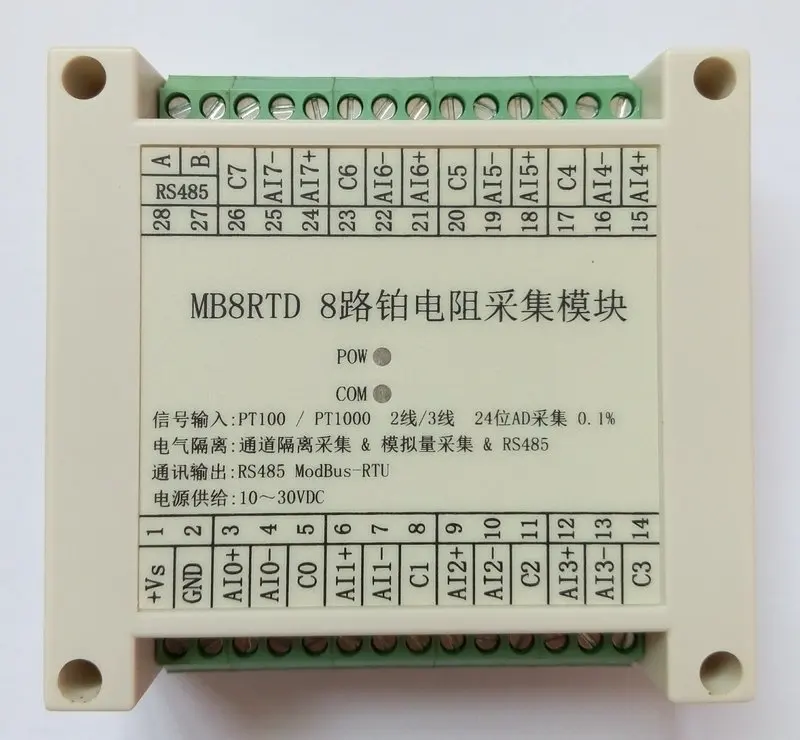 A B C7 AI7- AI7+ C6 AI6- AI6+ C5 AI5- AI5+ C4 AI4- AI4+
RS485
28 27 26 25 24 23 22 21 20 19 18 17 16 15
MB8RTD 8路铂电阻采集模块
POW
COM
信号输入:PT100 / PT1000 2线/3线 24位AD采集 0.1%
电气隔离:通道隔离采集 & 模拟量采集 & RS485
通讯输出:RS485 ModBus-RTU
电源供给:10～30VDC
1 2 3 4 5 6 7 8 9 10 11 12 13 14
+Vs GND AI0+ AI0- C0 AI1+ AI1- C1 AI2+ AI2- C2 AI3+ AI3- C3